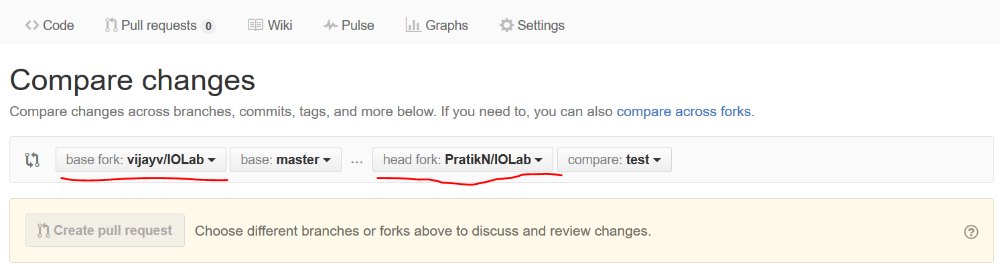 Code Pull requests 0 Wiki Pulse Graphs Settings
Compare changes
Compare changes across branches, commits, tags, and more below. If you need to, you can also compare across forks.
base fork: vijayv/IOLab base: master ... head fork: PratikN/IOLab compare: test
Create pull request Choose different branches or forks above to discuss and review changes. ?